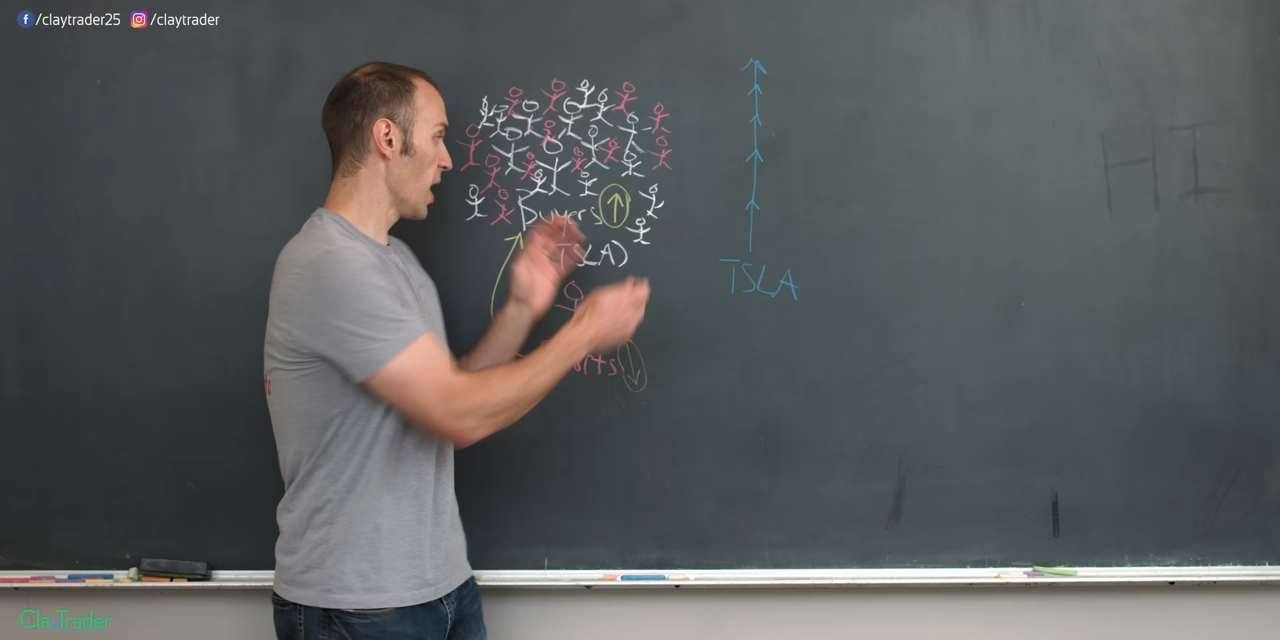 /claytrader25 /claytrader
HI
Buyers
TSLA)
TSLA
ClayTrader